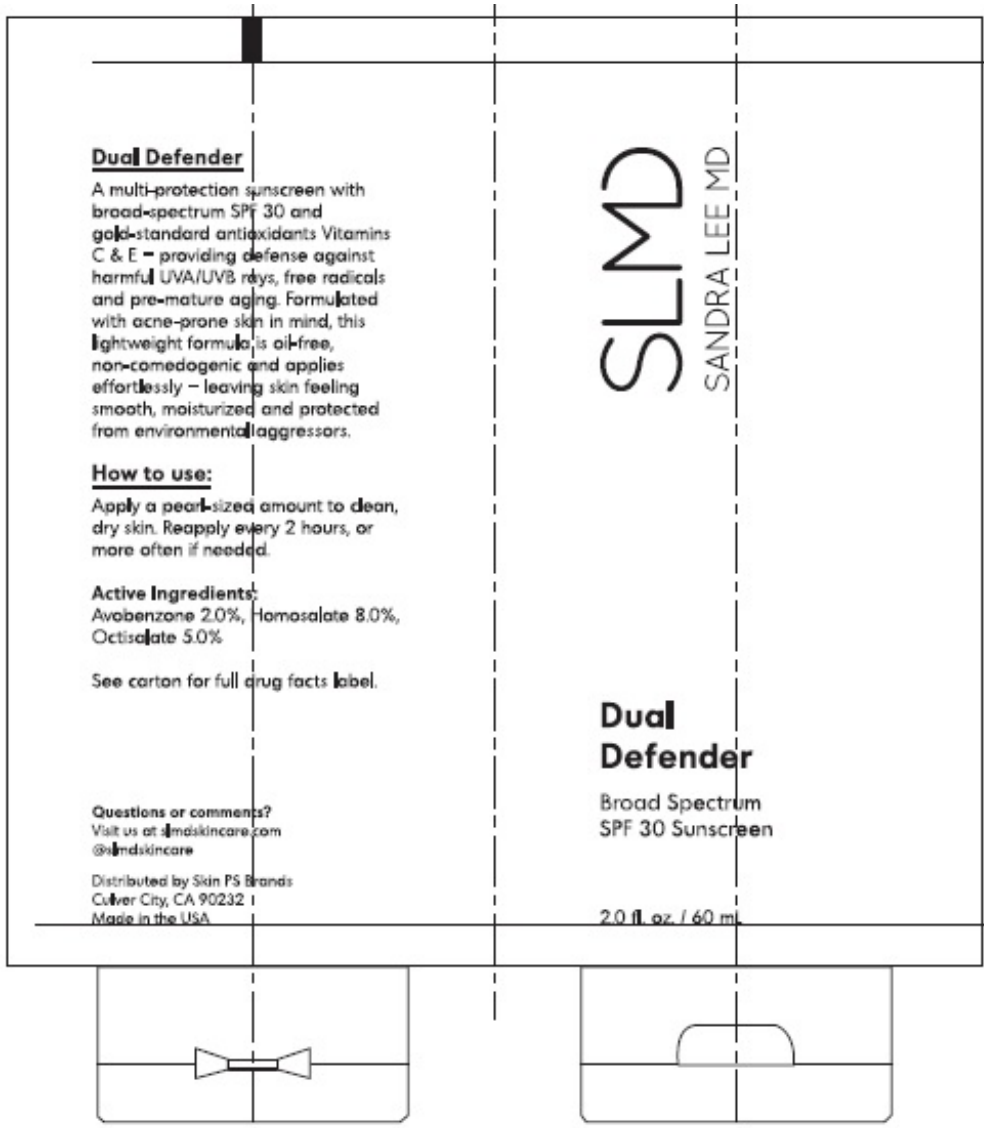 Dual Defender
A multi-protection sunscreen with
broad-spectrum SPF 30 and
gold-standard antioxidants Vitamins
C & E – providing defense against
harmful UVA/UVB rays, free radicals
and pre-mature aging. Formulated
with acne-prone skin in mind, this
lightweight formula is oil-free,
non-comedogenic and applies
effortlessly – leaving skin feeling
smooth, moisturized and protected
from environmental aggressors.
How to use:
Apply a pearl-sized amount to clean,
dry skin. Reapply every 2 hours, or
more often if needed.
Active Ingredients:
Avobenzone 2.0%, Homosalate 8.0%,
Octisalate 5.0%
See carton for full drug facts label.
Questions or comments?
Visit us at slmdskincare.com
@slmdskincare
Distributed by Skin PS Brands
Culver City, CA 90232
Made in the USA
SLMD
SANDRA LEE MD
Dual
Defender
Broad Spectrum
SPF 30 Sunscreen
2.0 fl. oz. / 60 mL